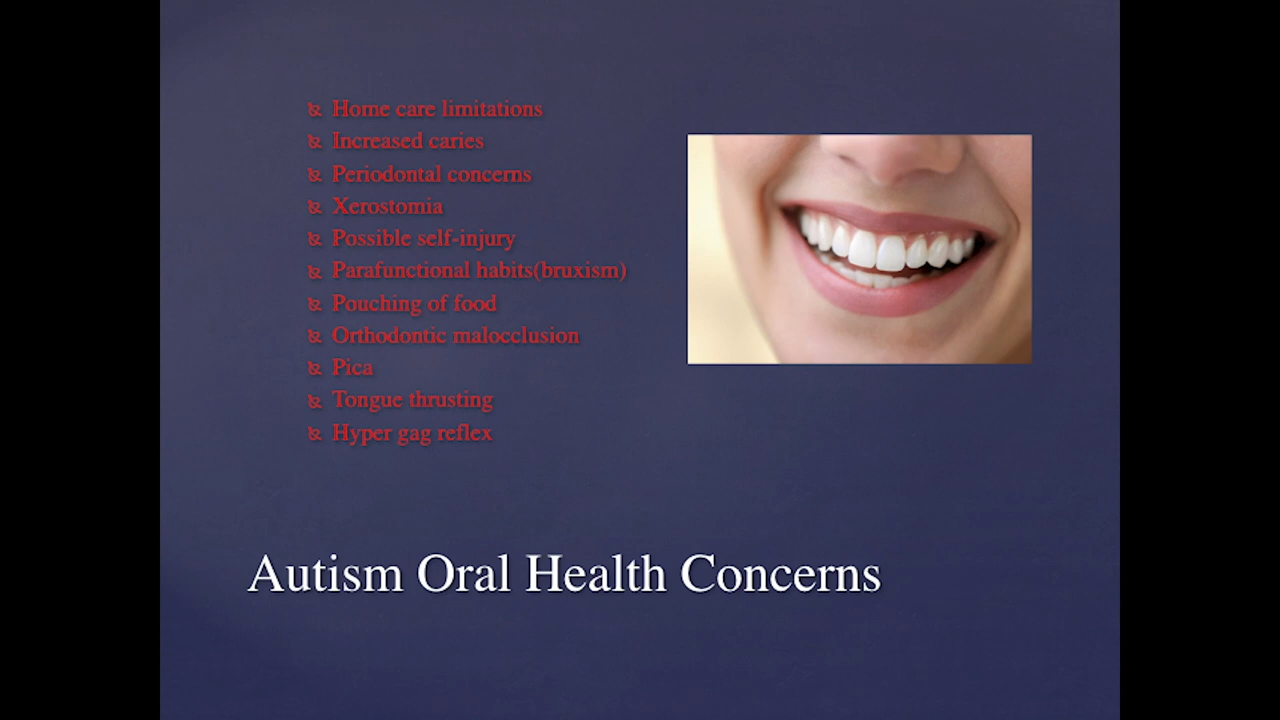 Home care limitations
Increased caries
Periodontal concerns
Xerostomia
Possible self-injury
Parafunctional habits(bruxism)
Pouching of food
Orthodontic malocclusion
Pica
Tongue thrusting
Hyper gag reflex
Autism Oral Health Concerns